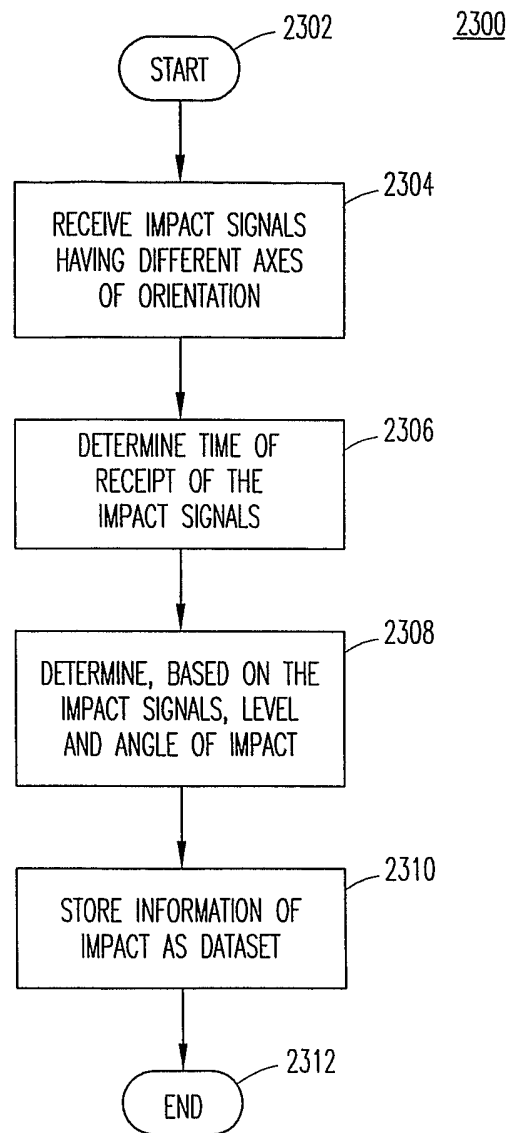 2300
2302
START
2304
RECEIVE IMPACT SIGNALS
HAVING DIFFERENT AXES
OF ORIENTATION
2306
DETERMINE TIME OF
RECEIPT OF THE
IMPACT SIGNALS
2308
DETERMINE, BASED ON THE
IMPACT SIGNALS, LEVEL
AND ANGLE OF IMPACT
2310
STORE INFORMATION OF
IMPACT AS DATASET
2312
END